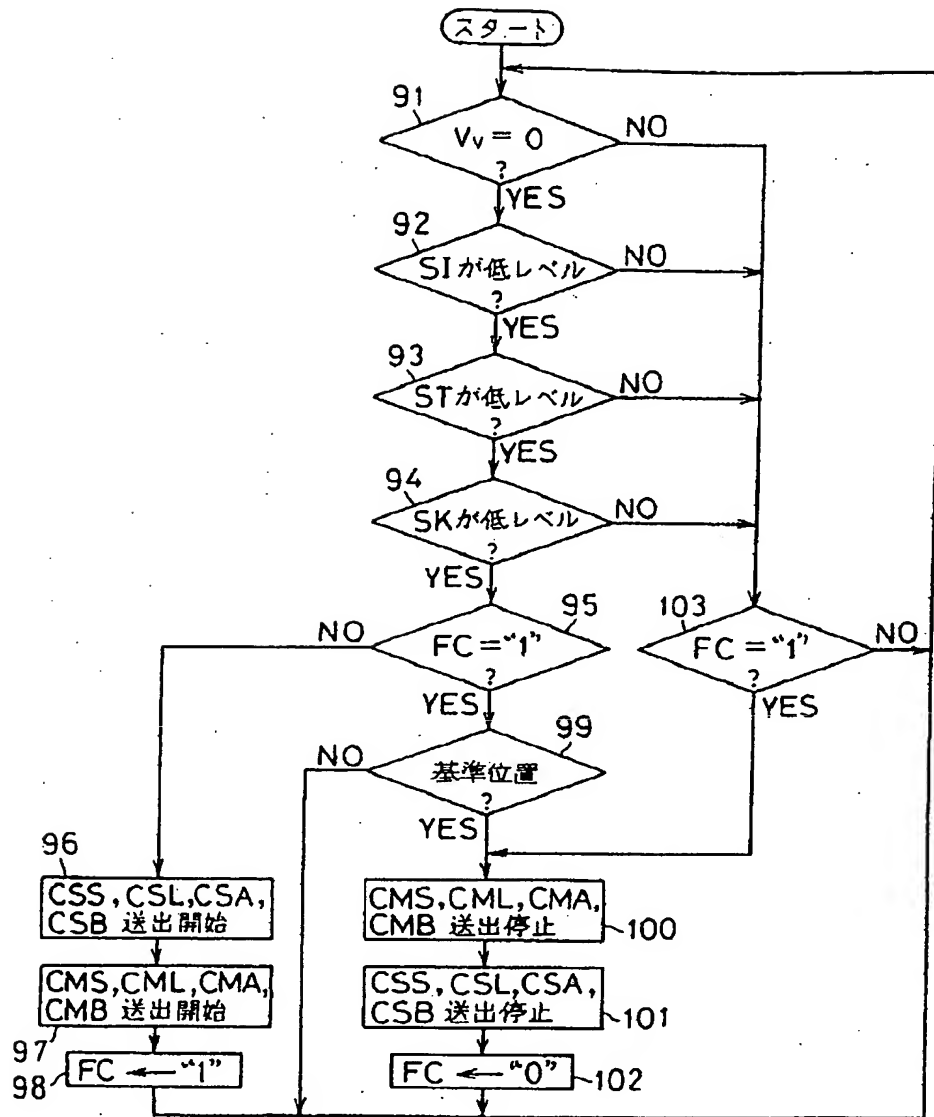 スタート
91
Vv = 0
?
NO
YES
92
SIが低レベル
?
NO
YES
93
STが低レベル
?
NO
YES
94
SKが低レベル
?
NO
YES
95
FC="1"
?
NO
YES
103
FC="1"
?
NO
YES
99
基準位置
?
NO
YES
96
CSS, CSL, CSA,
CSB 送出開始
CMS, CML, CMA,
CMB 送出開始
97
FC ← "1"
98
CMS, CML, CMA,
CMB 送出停止
100
CSS, CSL, CSA,
CSB 送出停止
101
FC ← "0"
102